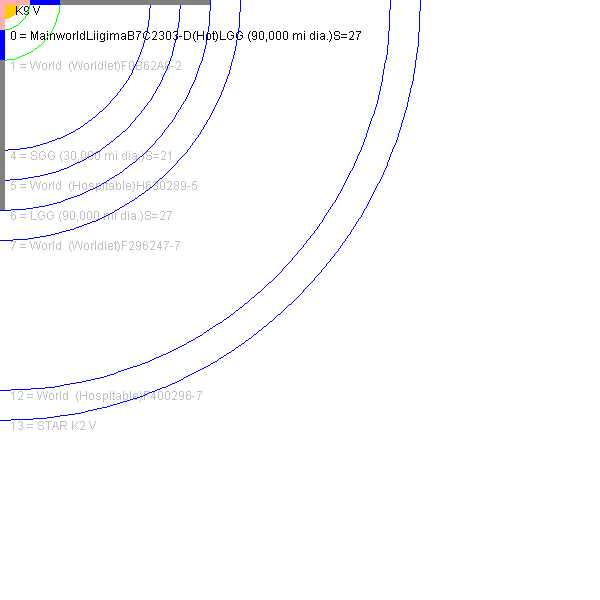 K9 V
0 = MainworldLiigimaB7C2303-D(Hot)LGG (90,000 mi dia.)S=27
1 = World  (Worldlet)F0B62A8-2
4 = SGG (30,000 mi dia.)S=21
5 = World  (Hospitable)H630289-5
6 = LGG (90,000 mi dia.)S=27
7 = World  (Worldlet)F296247-7
12 = World  (Hospitable)F400296-7
13 = STAR K2 V